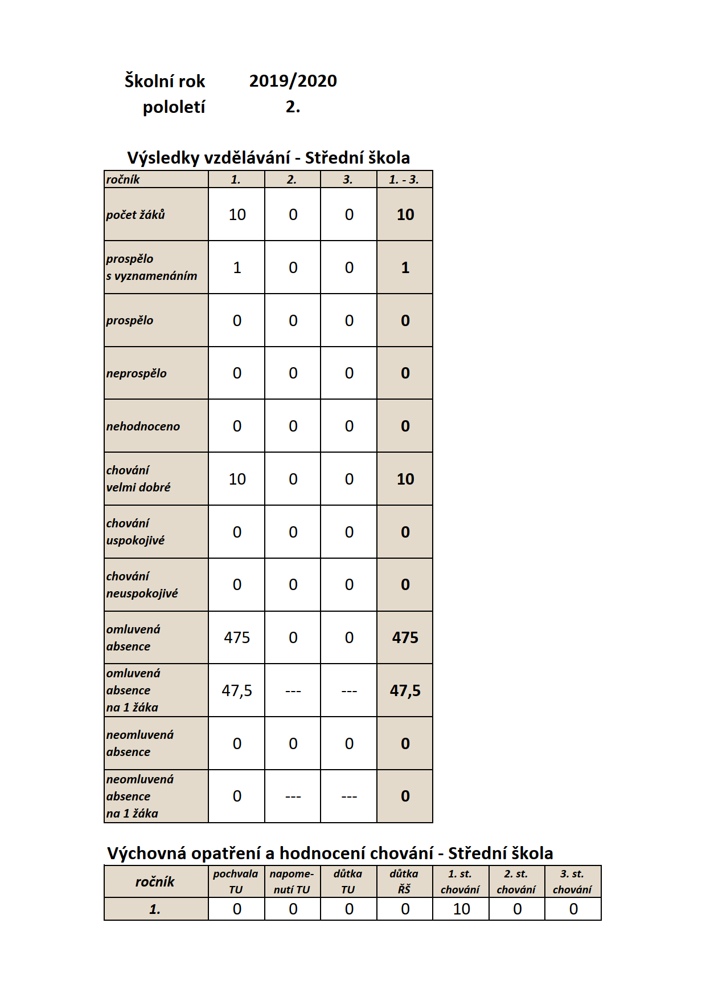 Školní rok 2019/2020
pololetí 2.
Výsledky vzdělávání - Střední škola
ročník 1. 2. 3. 1. - 3.
počet žáků 10 0 0 10
prospělo
s vyznamenáním 1 0 0 1
prospělo 0 0 0 0
neprospělo 0 0 0 0
nehodnoceno 0 0 0 0
chování
velmi dobré 10 0 0 10
chování
uspokojivé 0 0 0 0
chování
neuspokojivé 0 0 0 0
omluvená
absence 475 0 0 475
omluvená
absence
na 1 žáka 47,5 --- --- 47,5
neomluvená
absence 0 0 0 0
neomluvená
absence
na 1 žáka 0 --- --- 0
Výchovná opatření a hodnocení chování - Střední škola
ročník pochvala TU napome-nutí TU důtka TU důtka ŘŠ 1. st. chování 2. st. chování 3. st. chování
1. 0 0 0 0 10 0 0